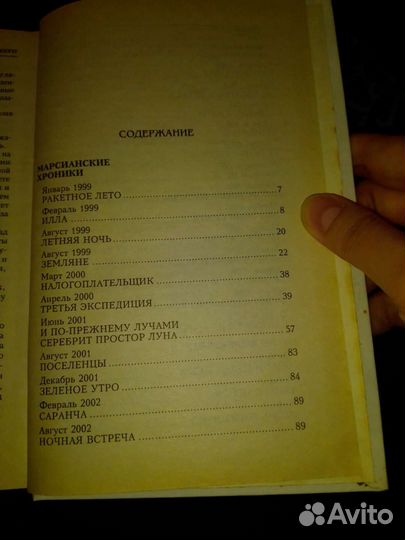 СОДЕРЖАНИЕ
МАРСИАНСКИЕ
ХРОНИКИ
Январь 1999
РАКЕТНОЕ ЛЕТО 7
Февраль 1999
ИЛЛА 8
Август 1999
ЛЕТНЯЯ НОЧЬ 20
Август 1999
ЗЕМЛЯНЕ 22
Март 2000
НАЛОГОПЛАТЕЛЬЩИК 38
Апрель 2000
ТРЕТЬЯ ЭКСПЕДИЦИЯ 39
Июнь 2001
И ПО-ПРЕЖНЕМУ ЛУЧАМИ
СЕРЕБРИТ ПРОСТОР ЛУНА 57
Август 2001
ПОСЕЛЕНЦЫ 83
Декабрь 2001
ЗЕЛЕНОЕ УТРО 84
Февраль 2002
САРАНЧА 89
Август 2002
НОЧНАЯ ВСТРЕЧА 89
Avito